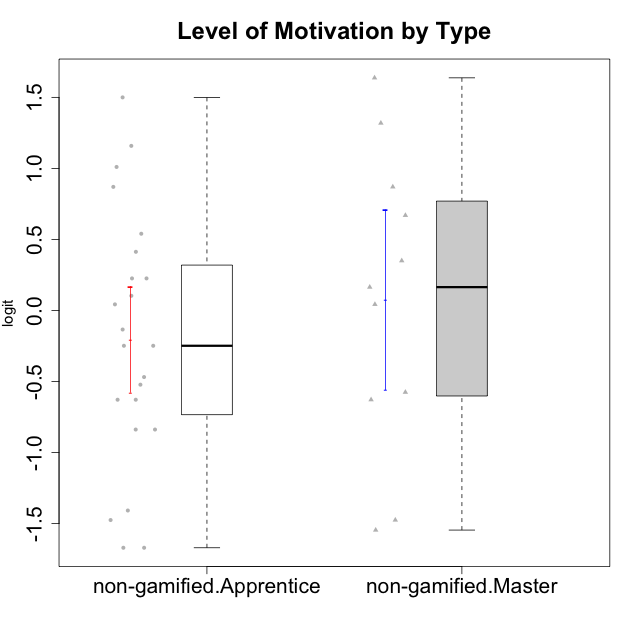 Level of Motivation by Type
logit
1.5
1.0
0.5
0.0
-0.5
-1.0
-1.5
non-gamified.Apprentice
non-gamified.Master